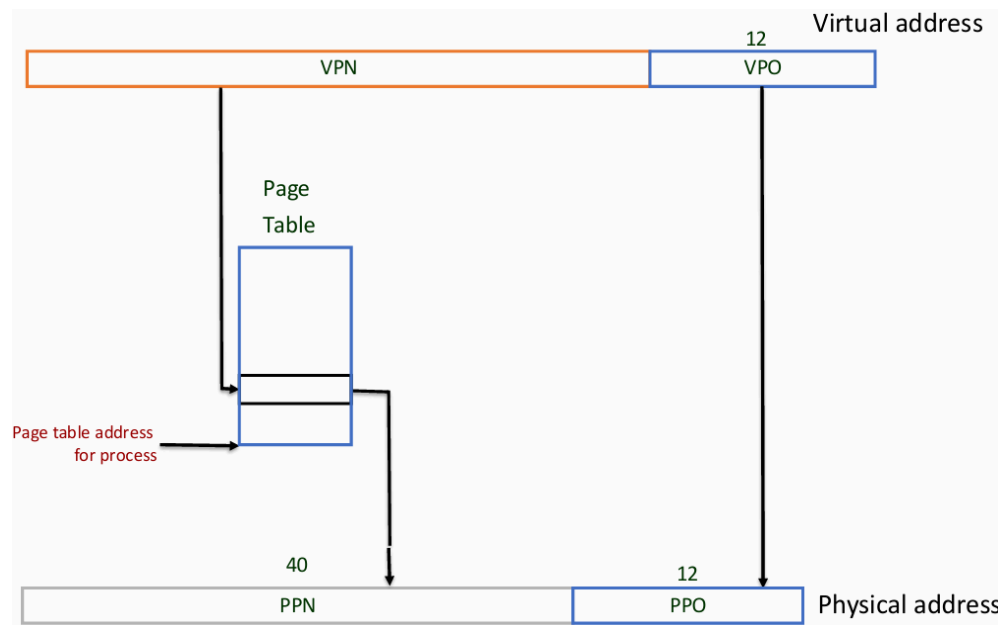 Virtual address
12
VPN
VPO
Page
Table
Page table address
for process
40
12
PPN
PPO
Physical address